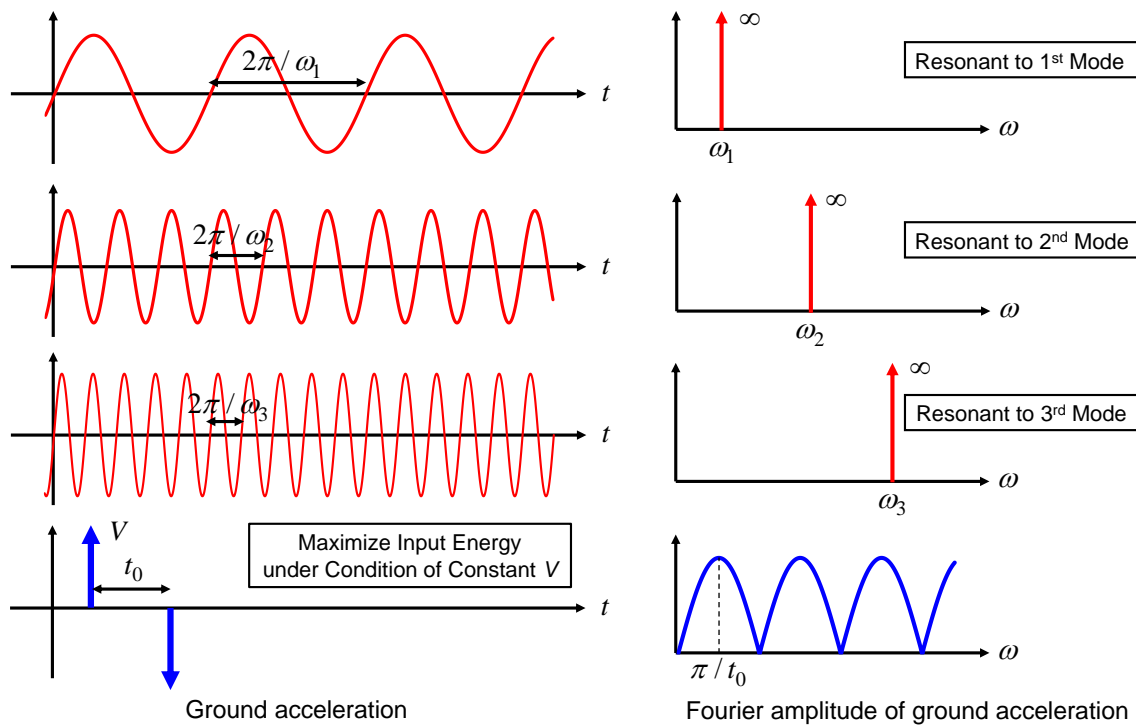 2π / ω₁
t
∞
Resonant to 1st Mode
ω₁
ω
2π / ω₂
t
∞
Resonant to 2nd Mode
ω₂
ω
2π / ω₃
t
∞
Resonant to 3rd Mode
ω₃
ω
V
t₀
Maximize Input Energy
under Condition of Constant V
t
π / t₀
ω
Ground acceleration
Fourier amplitude of ground acceleration